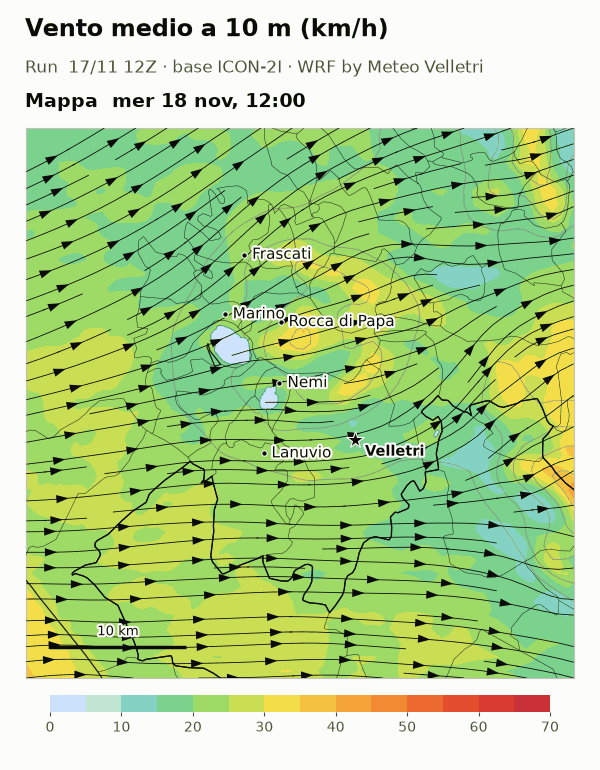 Vento medio a 10 m (km/h)
Run  17/11 12Z · base ICON-2I · WRF by Meteo Velletri
Mappa  mer 18 nov, 12:00
Frascati
Marino
Rocca di Papa
Nemi
Velletri
Lanuvio
10 km
0 10 20 30 40 50 60 70